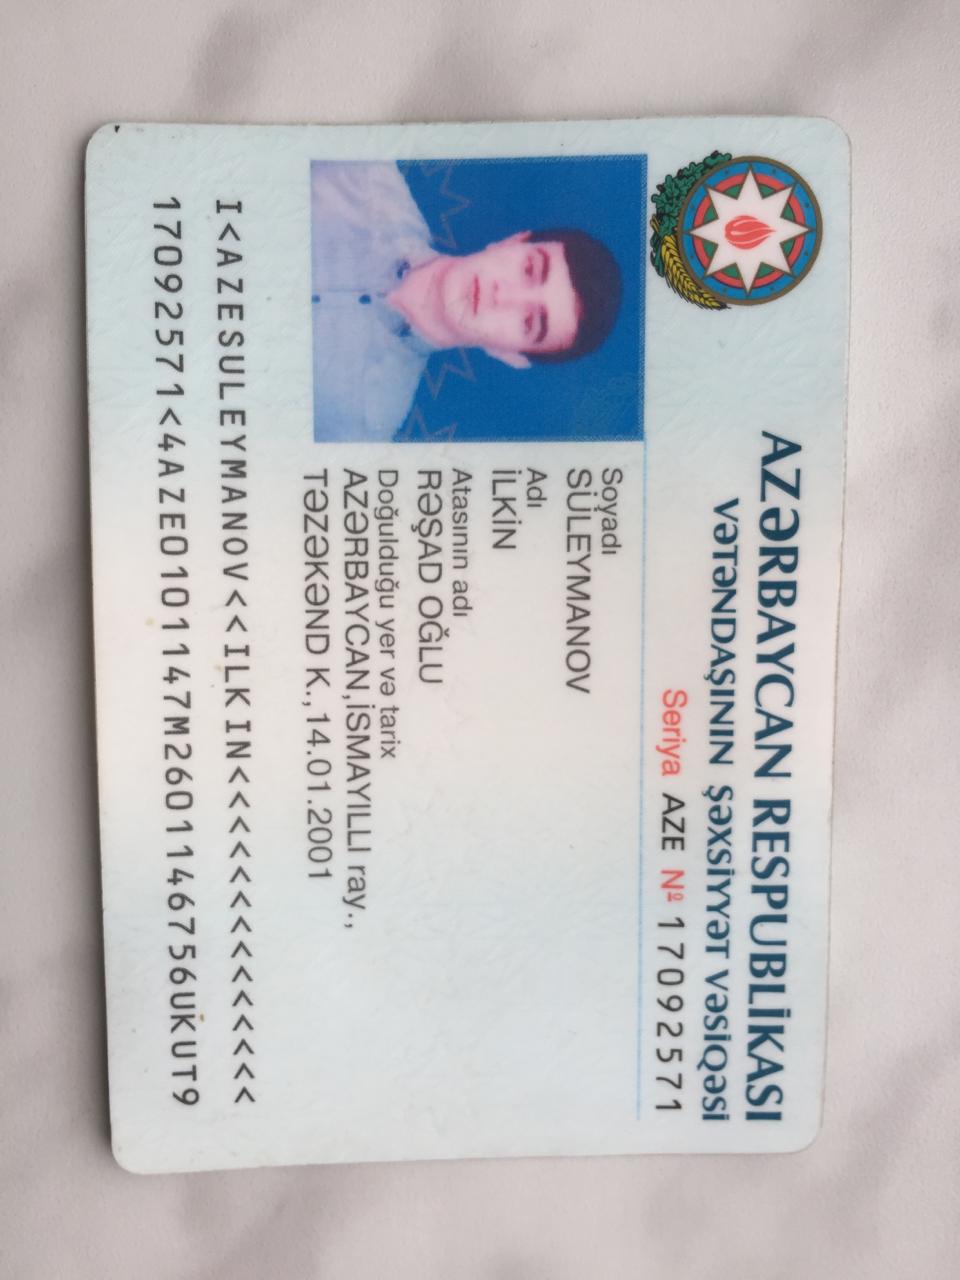 AZƏRBAYCAN RESPUBLİKASI
VƏTƏNDAŞININ ŞƏXSİYYƏT VƏSİQƏSİ
Seriya AZE № 17092571
Soyadı
SÜLEYMANOV
Adı
İLKİN
Atasının adı
RƏŞAD OĞLU
Doğulduğu yer və tarix
AZƏRBAYCAN,İSMAYILLI ray.,
TƏZƏKƏND K.,14.01.2001
I<AZESULEYMANOV<<ILKIN<<<<<<<<<<<<<<
17092571<4AZE0101147M2601146756UKUT9